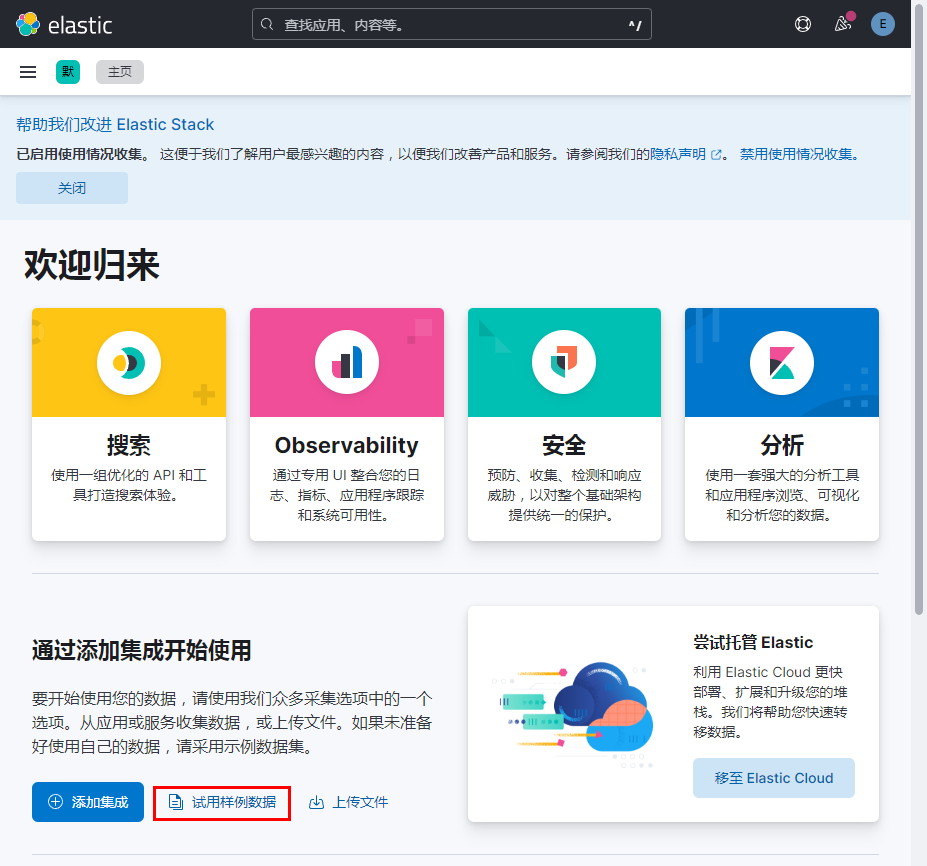 elastic
查找应用、内容等。
^/
E
默
主页
帮助我们改进 Elastic Stack
已启用使用情况收集。 这便于我们了解用户最感兴趣的内容，以便我们改善产品和服务。请参阅我们的隐私声明。 禁用使用情况收集。
关闭
欢迎归来
搜索
使用一组优化的 API 和工
具打造搜索体验。
Observability
通过专用 UI 整合您的日
志、指标、应用程序跟踪
和系统可用性。
安全
预防、收集、检测和响应
威胁，以对整个基础架构
提供统一的保护。
分析
使用一套强大的分析工具
和应用程序浏览、可视化
和分析您的数据。
通过添加集成开始使用
要开始使用您的数据，请使用我们众多采集选项中的一个
选项。从应用或服务收集数据，或上传文件。如果未准备
好使用自己的数据，请采用示例数据集。
添加集成
试用样例数据
上传文件
尝试托管 Elastic
利用 Elastic Cloud 更快
部署、扩展和升级您的堆
栈。我们将帮助您快速转
移数据。
移至 Elastic Cloud